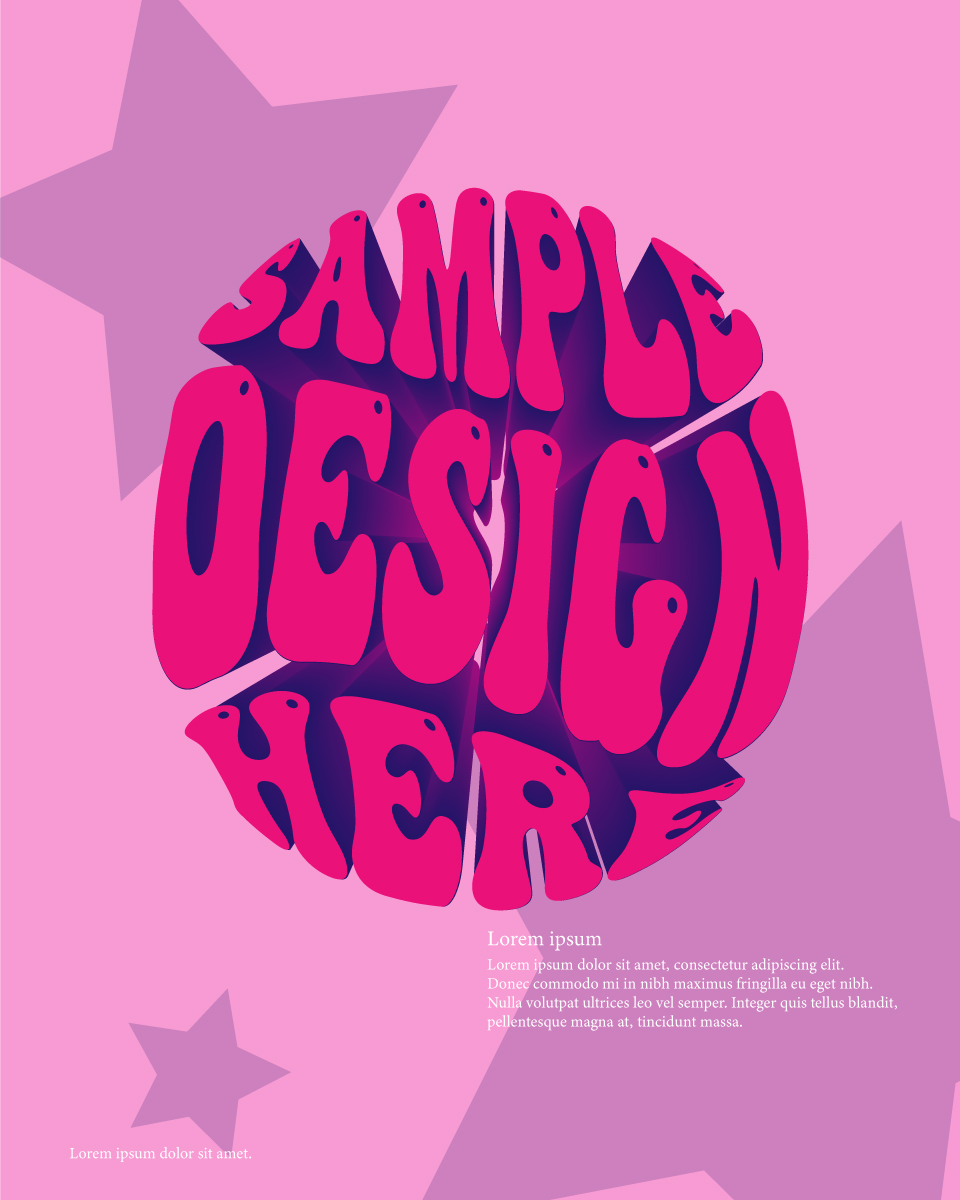 SAMPLE
DESIGN
HERE
Lorem ipsum
Lorem ipsum dolor sit amet, consectetur adipiscing elit.
Donec commodo mi in nibh maximus fringilla eu eget nibh.
Nulla volutpat ultrices leo vel semper. Integer quis tellus blandit,
pellentesque magna at, tincidunt massa.
Lorem ipsum dolor sit amet.